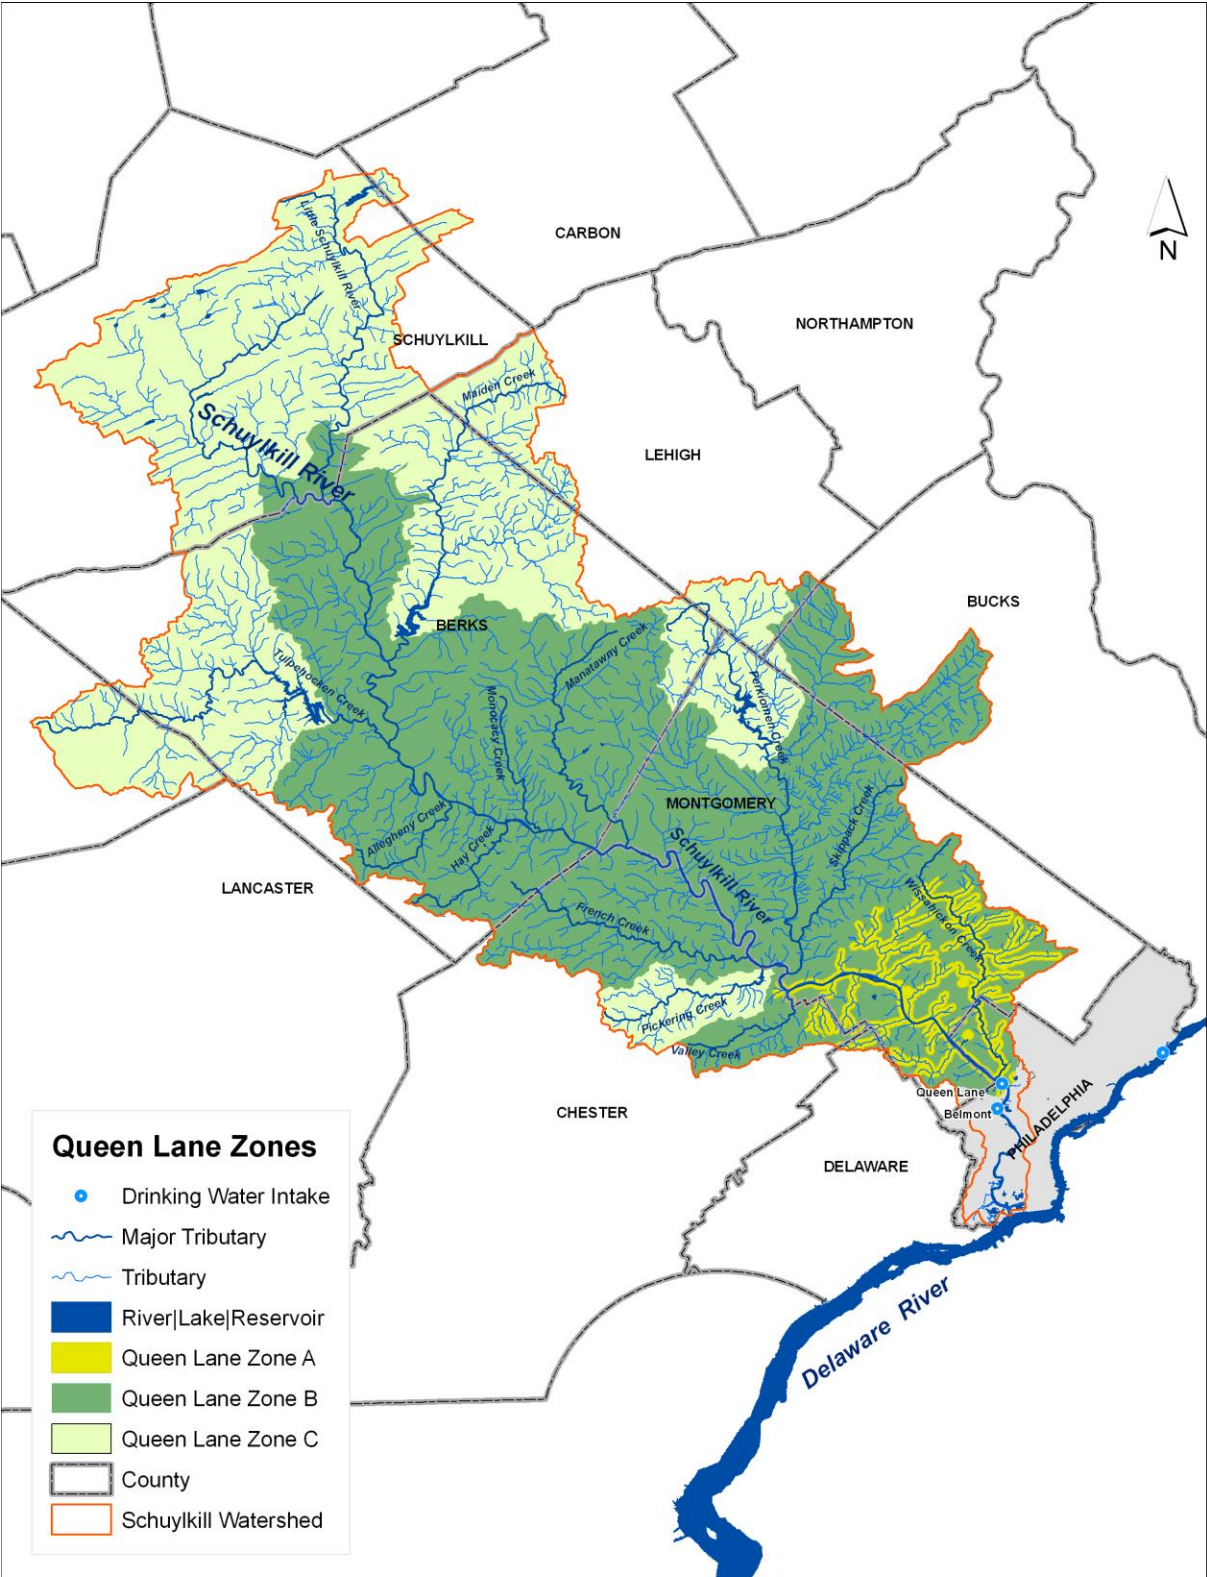 N
CARBON
Little Schuylkill River
NORTHAMPTON
SCHUYLKILL
Maiden Creek
Schuylkill River
LEHIGH
BUCKS
BERKS
Manatawny Creek
Tulpehocken Creek
Perkiomen Creek
Monocacy Creek
MONTGOMERY
Allegheny Creek
Hay Creek
Skippack Creek
Schuylkill River
LANCASTER
Wissahickon Creek
French Creek
Pickering Creek
Valley Creek
Queen Lane
Belmont
CHESTER
PHILADELPHIA
DELAWARE
Delaware River
Queen Lane Zones
Drinking Water Intake
Major Tributary
Tributary
River|Lake|Reservoir
Queen Lane Zone A
Queen Lane Zone B
Queen Lane Zone C
County
Schuylkill Watershed